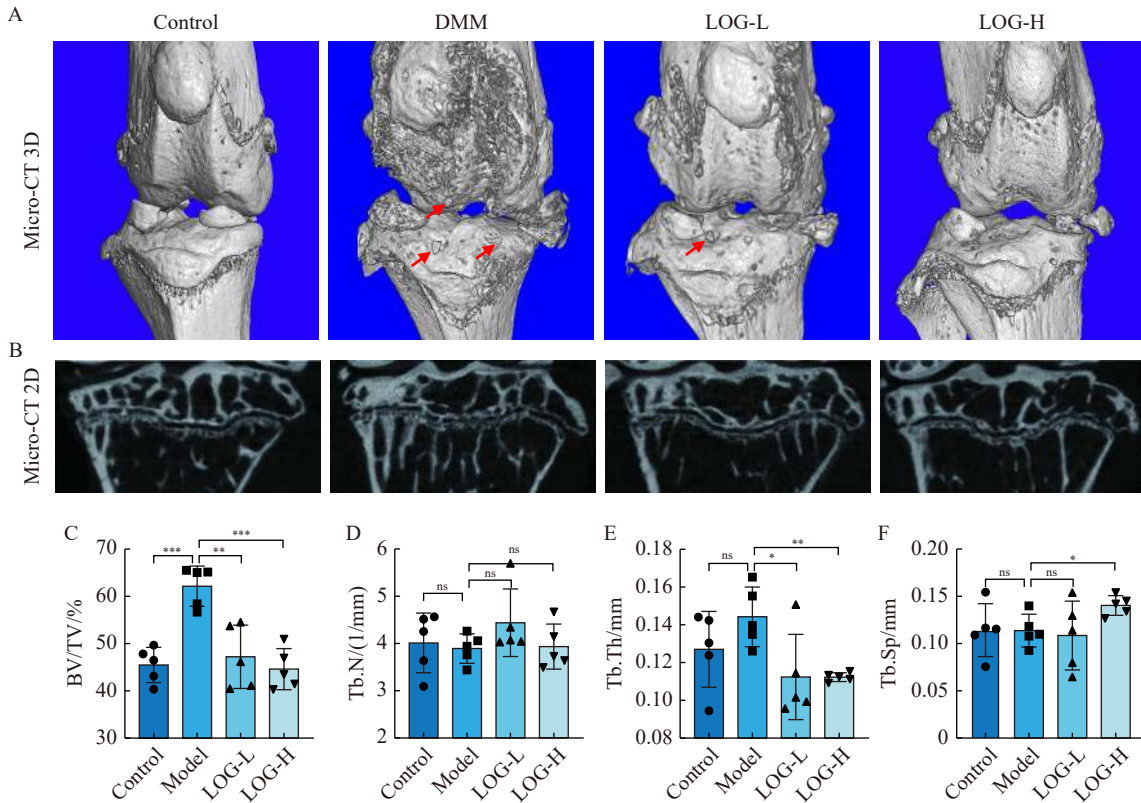 A
Control
DMM
LOG-L
LOG-H
Micro-CT 3D
B
Micro-CT 2D
C
BV/TV/%
70
60
50
40
30
***
**
***
Control
Model
LOG-L
LOG-H
D
Tb.N/(1/mm)
6
5
4
3
2
ns
ns
ns
Control
Model
LOG-L
LOG-H
E
Tb.Th/mm
0.18
0.16
0.14
0.12
0.10
0.08
ns
*
**
Control
Model
LOG-L
LOG-H
F
Tb.Sp/mm
0.20
0.15
0.10
0.05
0
ns
ns
*
Control
Model
LOG-L
LOG-H